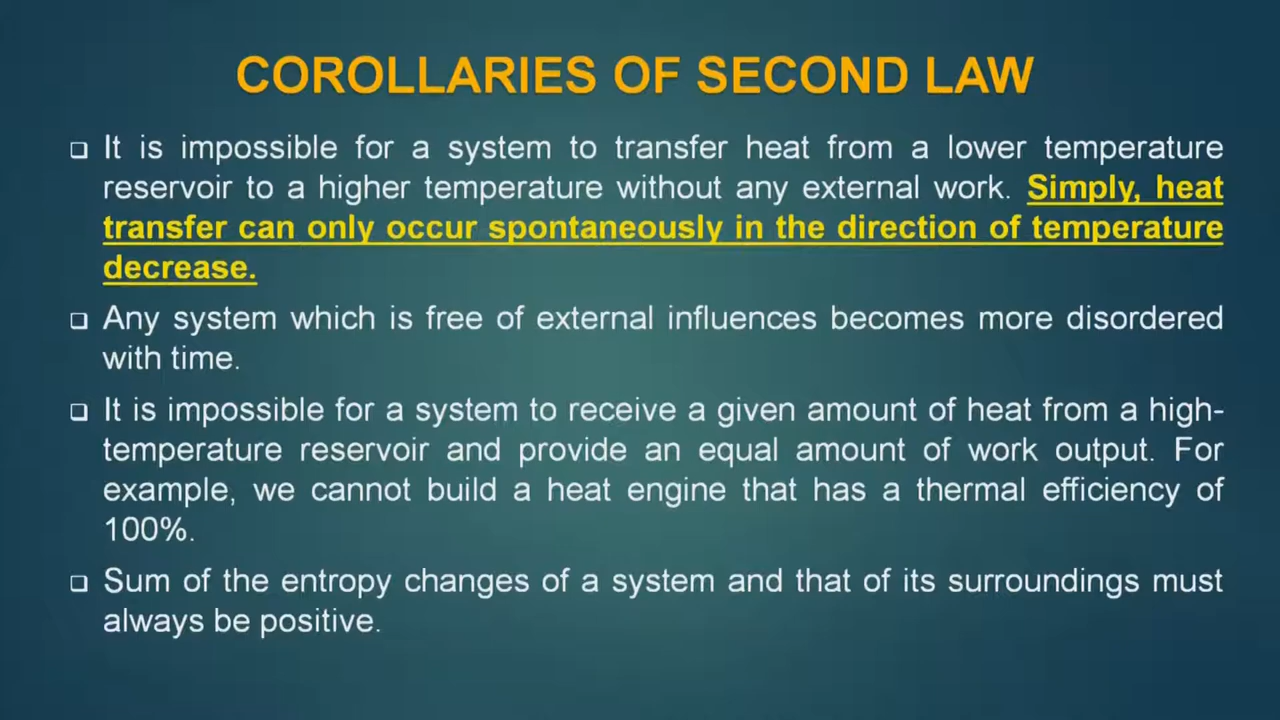 COROLLARIES OF SECOND LAW
❑ It is impossible for a system to transfer heat from a lower temperature
reservoir to a higher temperature without any external work. Simply, heat
transfer can only occur spontaneously in the direction of temperature
decrease.
❑ Any system which is free of external influences becomes more disordered
with time.
❑ It is impossible for a system to receive a given amount of heat from a high-
temperature reservoir and provide an equal amount of work output. For
example, we cannot build a heat engine that has a thermal efficiency of
100%.
❑ Sum of the entropy changes of a system and that of its surroundings must
always be positive.